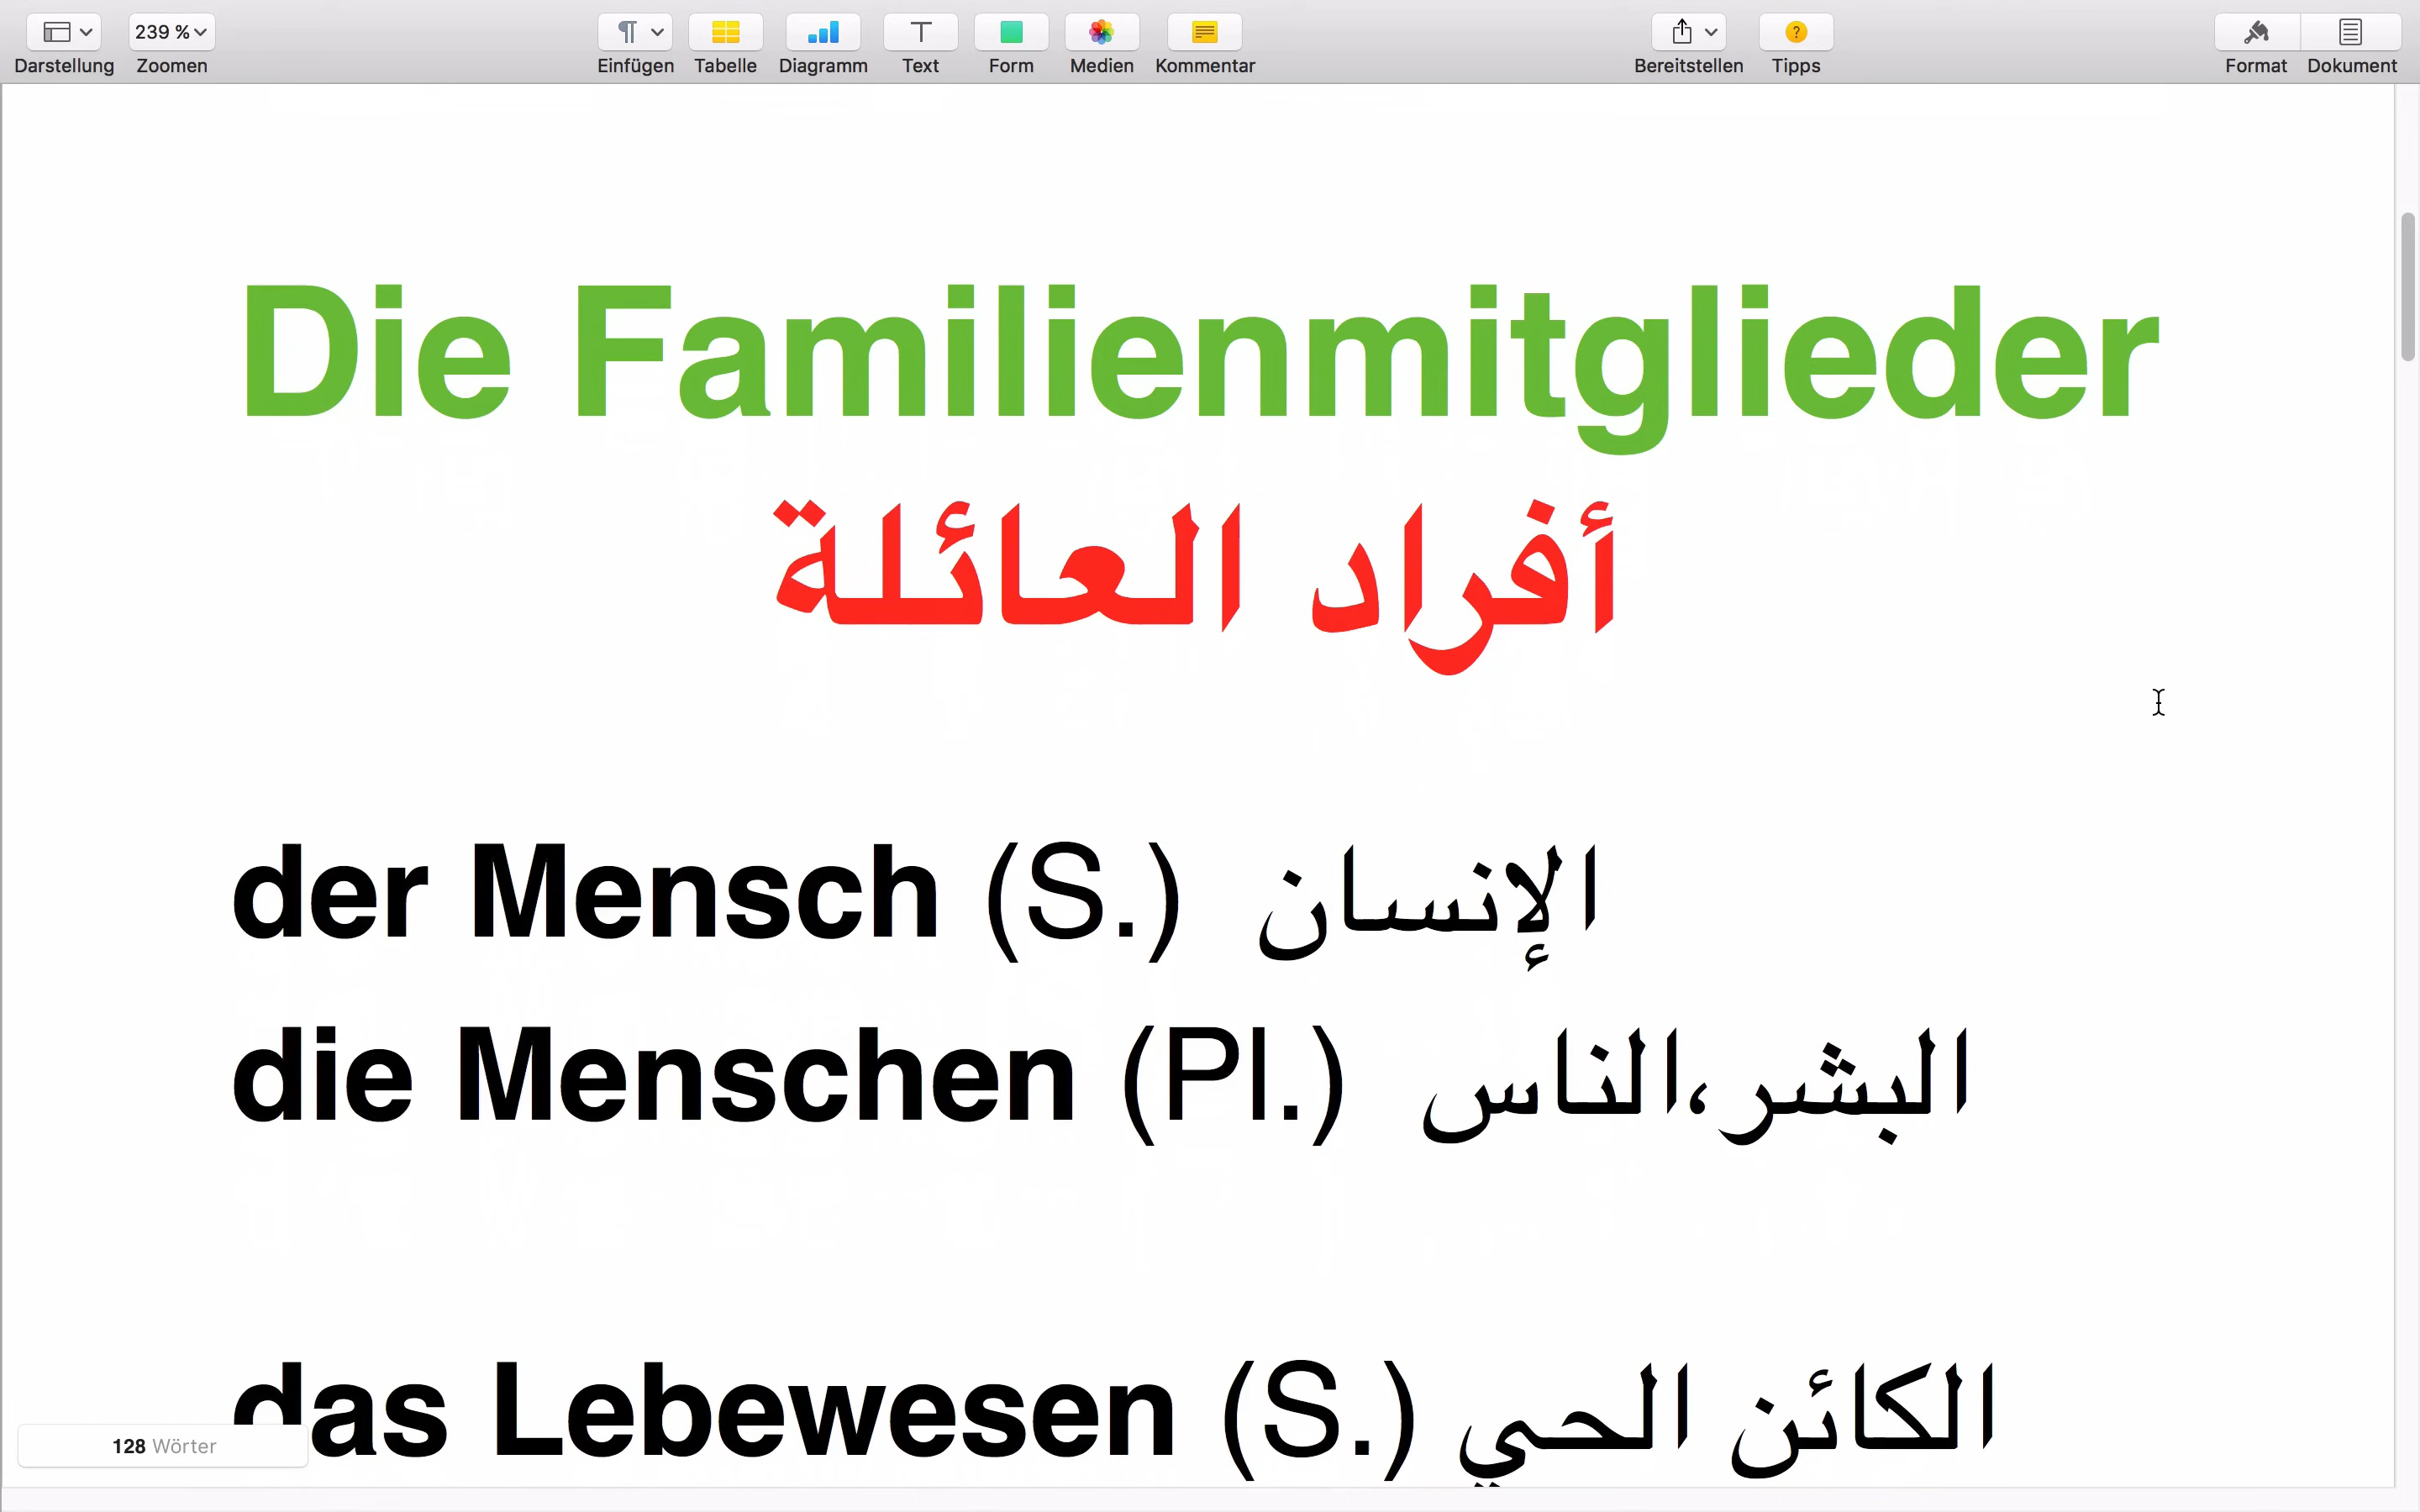 239 %
Darstellung Zoomen Einfügen Tabelle Diagramm Text Form Medien Kommentar Bereitstellen Tipps Format Dokument
Die Familienmitglieder
أفراد العائلة
der Mensch (S.) الإنسان
die Menschen (Pl.) البشر،الناس
das Lebewesen (S.) الكائن الحي
128 Wörter